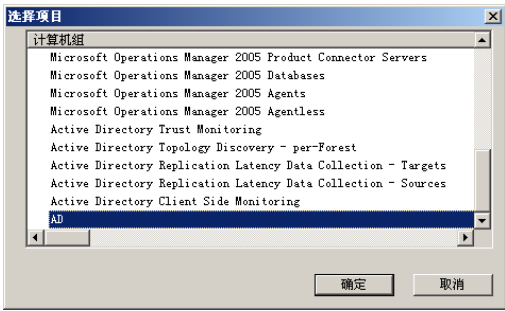 选择项目
计算机组
Microsoft Operations Manager 2005 Product Connector Servers
Microsoft Operations Manager 2005 Databases
Microsoft Operations Manager 2005 Agents
Microsoft Operations Manager 2005 Agentless
Active Directory Trust Monitoring
Active Directory Topology Discovery - per-Forest
Active Directory Replication Latency Data Collection - Targets
Active Directory Replication Latency Data Collection - Sources
Active Directory Client Side Monitoring
AD
确定
取消